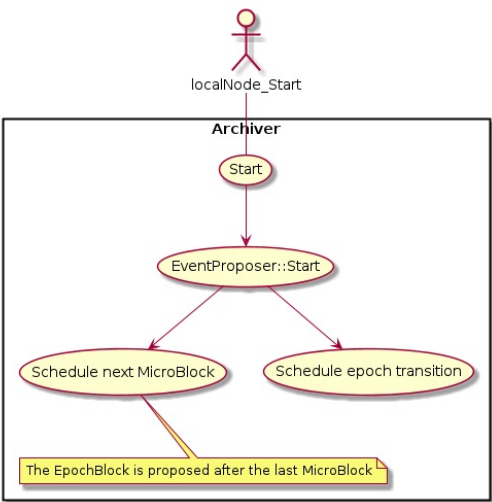 localNode_Start
Archiver
Start
EventProposer::Start
Schedule next MicroBlock
Schedule epoch transition
The EpochBlock is proposed after the last MicroBlock